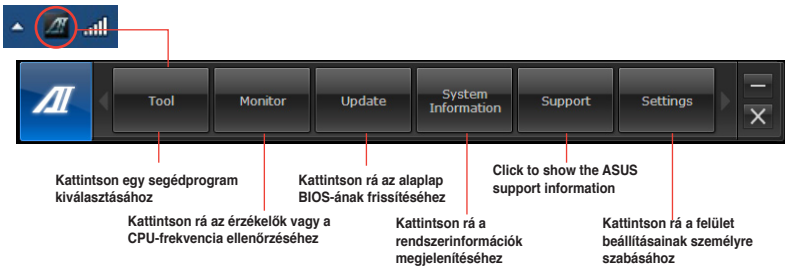 Tool
Monitor
Update
System
Information
Support
Settings
Kattintson egy segédprogram
kiválasztásához
Kattintson rá az érzékelők vagy a
CPU-frekvencia ellenőrzéséhez
Kattintson rá az alaplap
BIOS-ának frissítéséhez
Kattintson rá a
rendszerinformációk
megjelenítéséhez
Click to show the ASUS
support information
Kattintson rá a felület
beállításainak személyre
szabásához